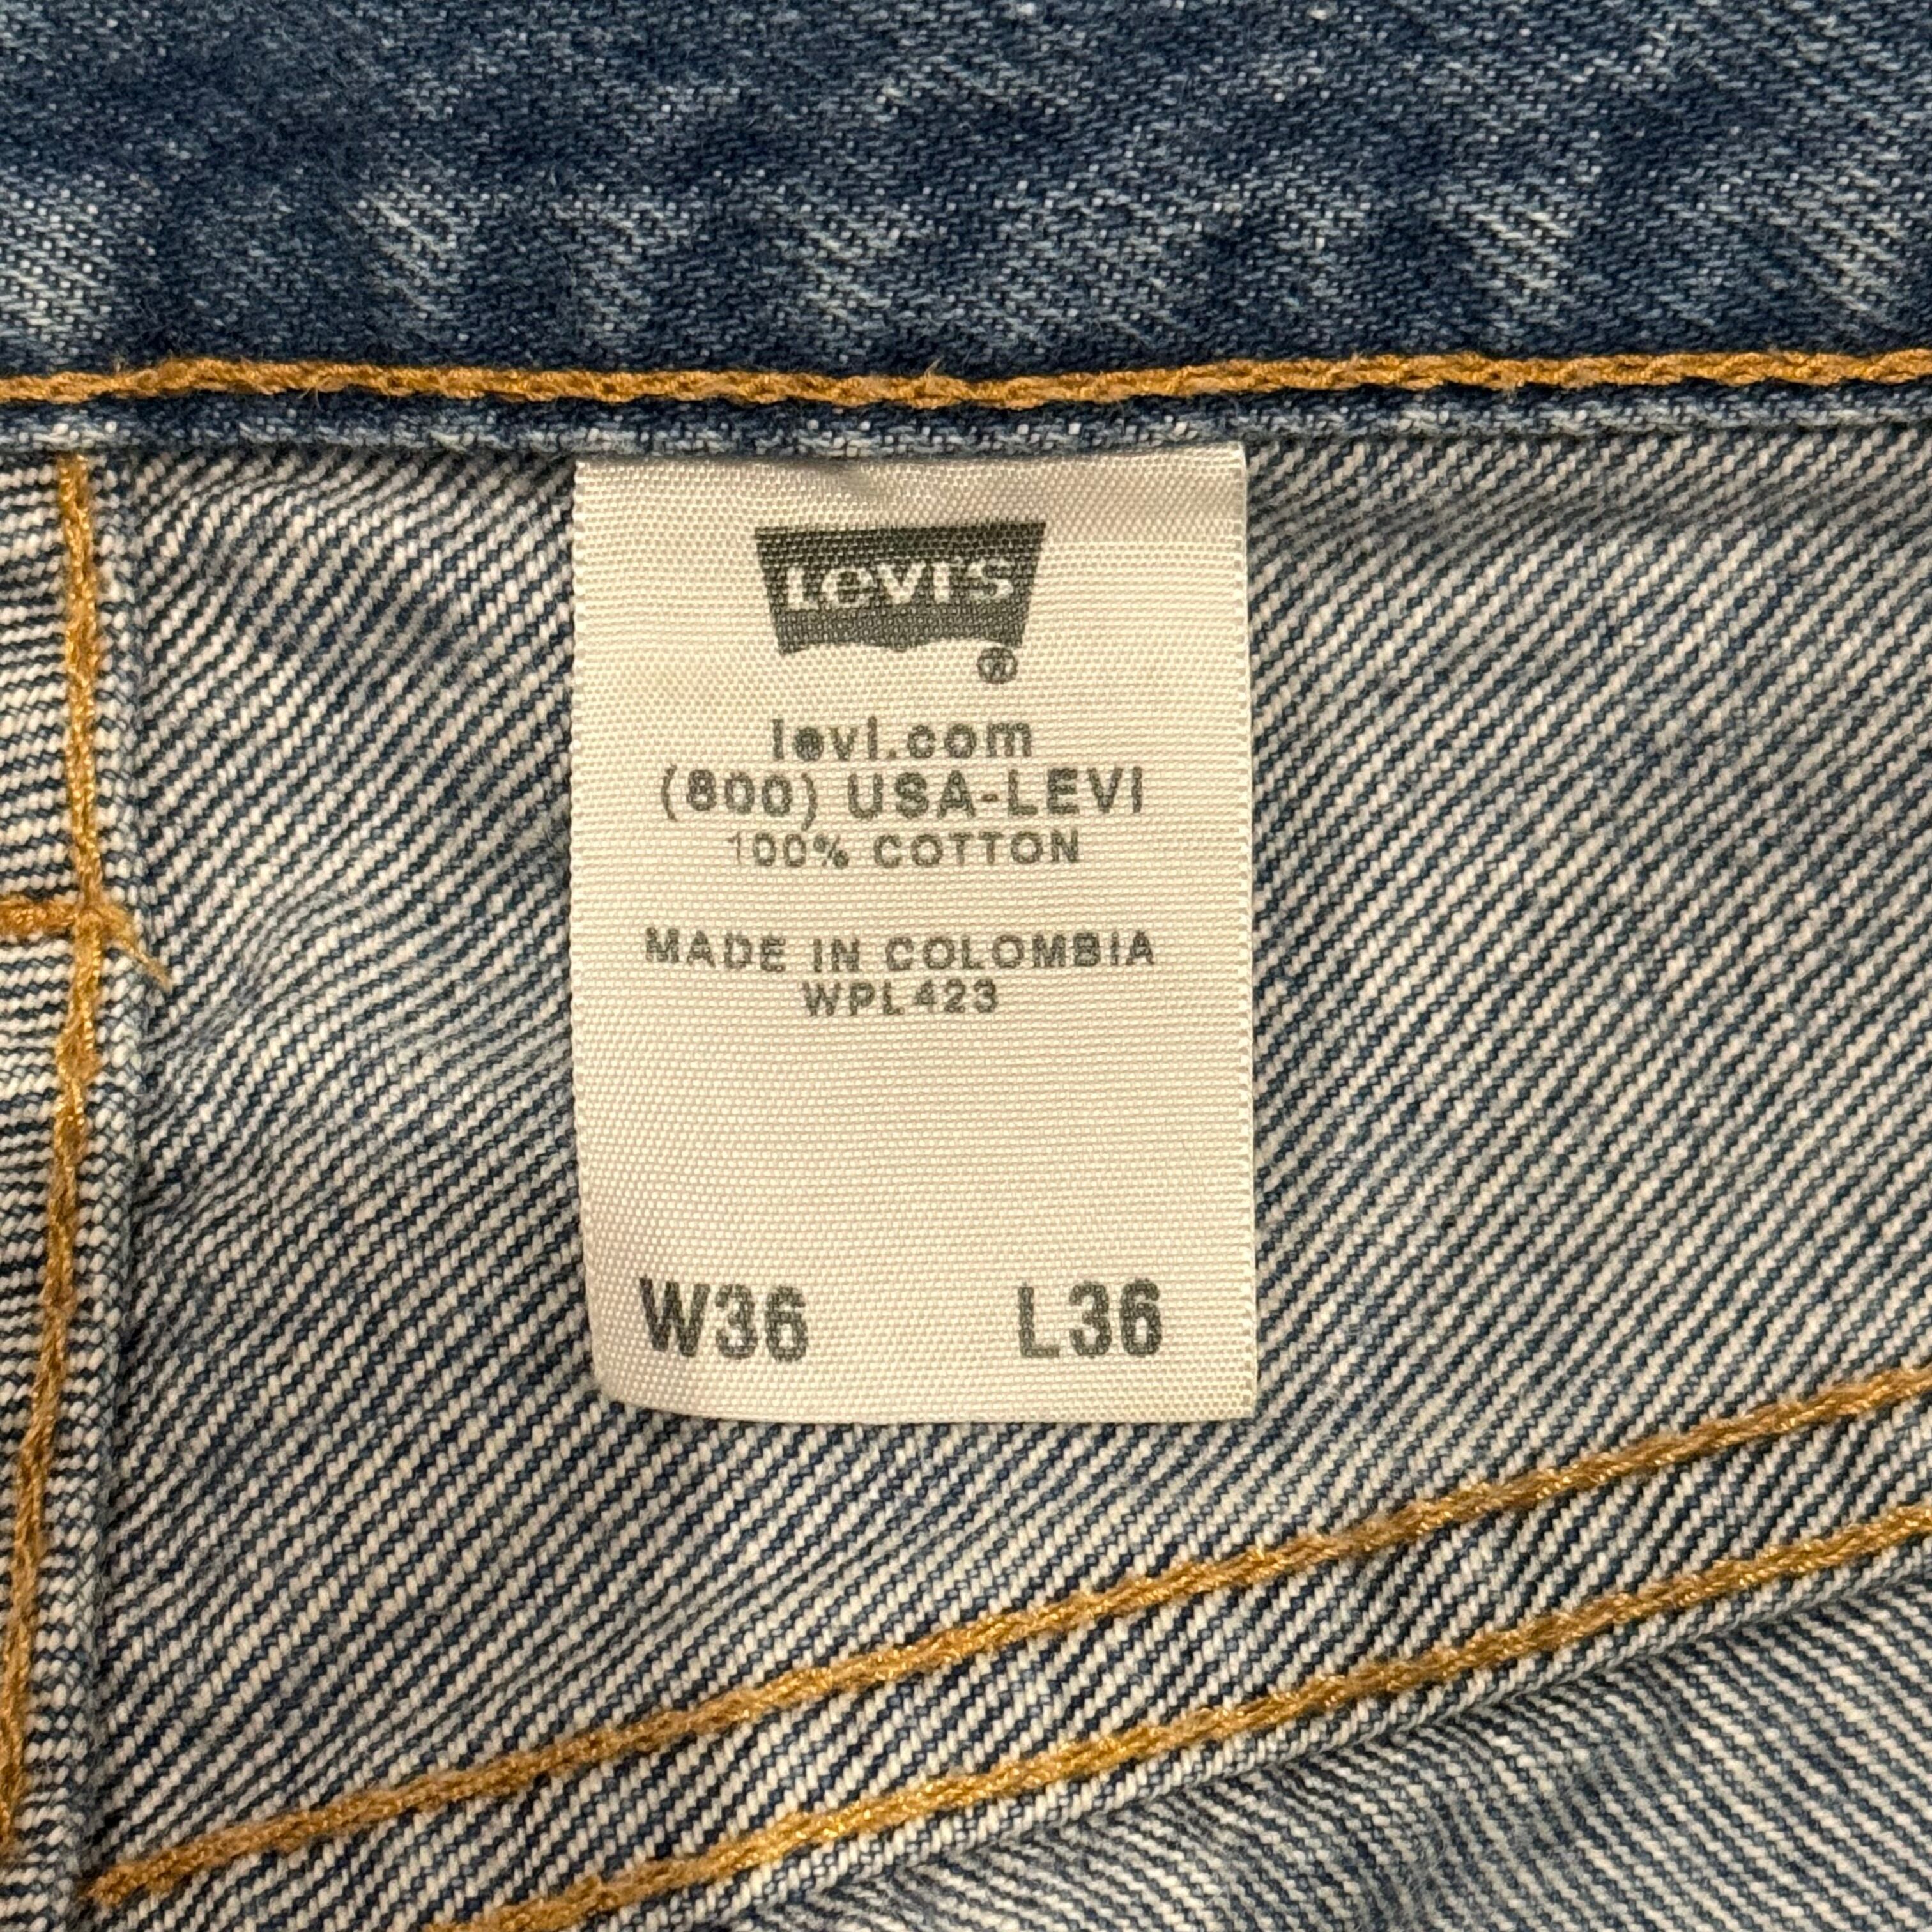 Levi's
®
levi.com
(800) USA-LEVI
100% COTTON
MADE IN COLOMBIA
WPL423
W36 L36